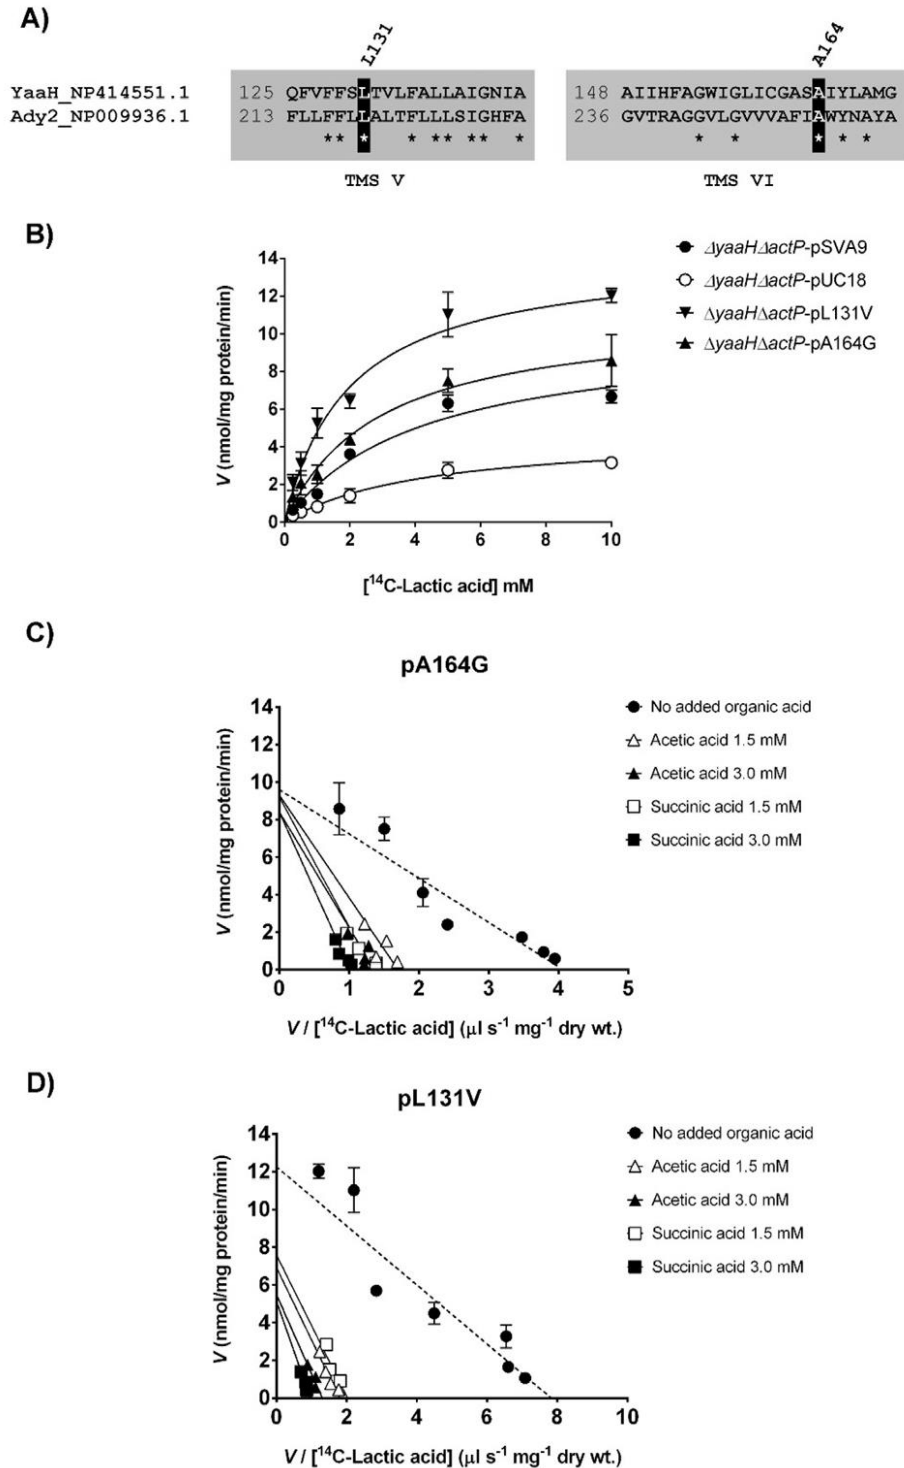 A)
L131
A164
YaaH_NP414551.1 125 QFVFFSLTVLFALLAIGNIA 148 AIIHFAGWIGLICGASAIYLAMG
Ady2_NP009936.1 213 FLLFFLLALTFLLLSIGHFA 236 GVTRAGGVLGVVVAFIAWYNAYA
** * * ** ** * * * * * *
TMS V TMS VI
B)
14
12
10
8
6
4
2
0
V (nmol/mg protein/min)
0 2 4 6 8 10
[14C-Lactic acid] mM
ΔyaaHΔactP-pSVA9
ΔyaaHΔactP-pUC18
ΔyaaHΔactP-pL131V
ΔyaaHΔactP-pA164G
C)
pA164G
14
12
10
8
6
4
2
0
V (nmol/mg protein/min)
0 1 2 3 4 5
V / [14C-Lactic acid] (µl s-1 mg-1 dry wt.)
No added organic acid
Acetic acid 1.5 mM
Acetic acid 3.0 mM
Succinic acid 1.5 mM
Succinic acid 3.0 mM
D)
pL131V
14
12
10
8
6
4
2
0
V (nmol/mg protein/min)
0 2 4 6 8 10
V / [14C-Lactic acid] (µl s-1 mg-1 dry wt.)
No added organic acid
Acetic acid 1.5 mM
Acetic acid 3.0 mM
Succinic acid 1.5 mM
Succinic acid 3.0 mM